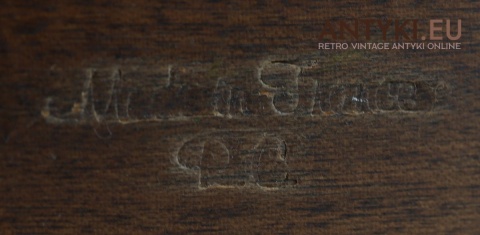 ANTYKI.EU
RETRO VINTAGE ANTYKI ONLINE
Made in France
P.C.